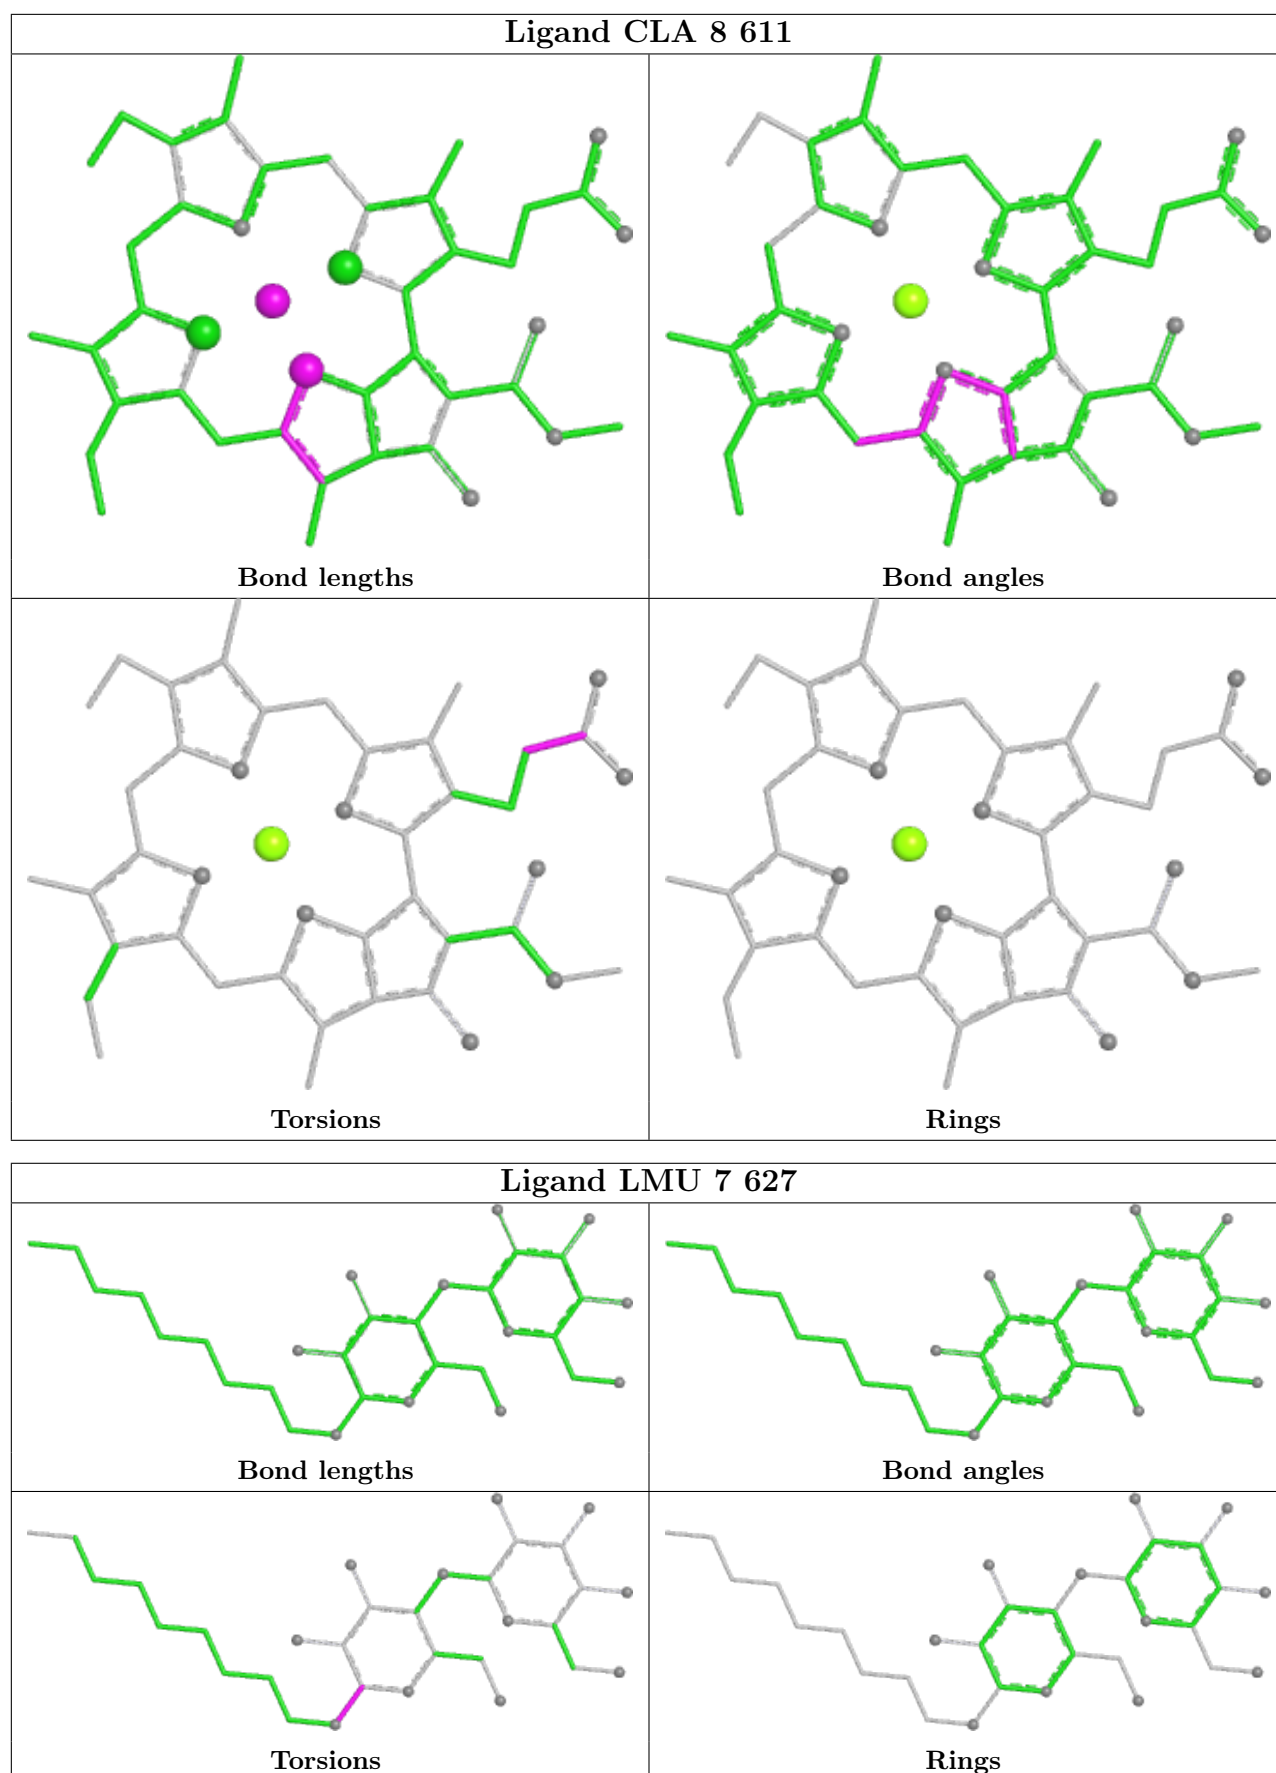 Ligand CLA 8 611
Bond lengths
Bond angles
Torsions
Rings
Ligand LMU 7 627
Bond lengths
Bond angles
Torsions
Rings